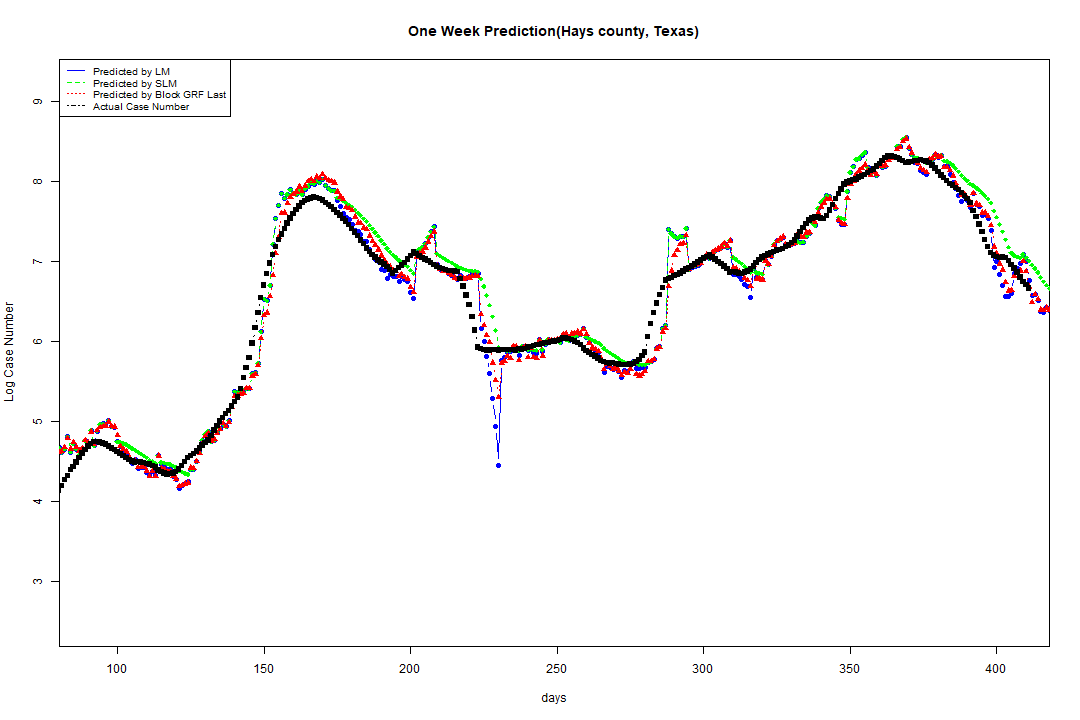 One Week Prediction(Hays county, Texas)
Predicted by LM
Predicted by SLM
Predicted by Block GRF Last
Actual Case Number
9
8
7
6
5
4
3
Log Case Number
100 150 200 250 300 350 400
days